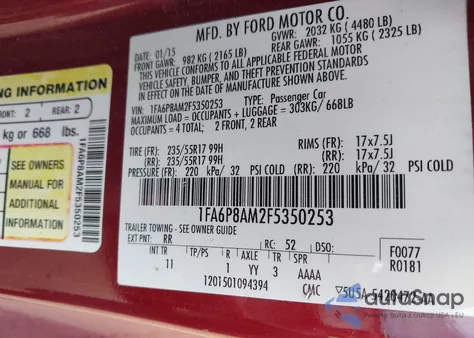 MFD. BY FORD MOTOR CO.
01/15 GVWR: 2032 KG ( 4480 LB)
FRONT GAWR: 982 KG ( 2165 LB) REAR GAWR: 1055 KG ( 2325 LB)
THIS VEHICLE CONFORMS TO ALL APPLICABLE FEDERAL MOTOR
VEHICLE SAFETY, BUMPER, AND THEFT PREVENTION STANDARDS
IN EFFECT ON THE DATE OF MANUFACTURE SHOWN ABOVE.
VIN: 1FA6P8AM2F5350253 TYPE: Passenger Car
MAXIMUM LOAD = OCCUPANTS + LUGGAGE = 303KG/ 668LB
OCCUPANTS = 4 TOTAL; 2 FRONT, 2 REAR
TIRE (FF): 235/55R17 99H RIMS (FF): 17x7.5J
(RR): 235/55R17 99H (RR): 17x7.5J
PRESSURE (FF): 220 kPa/ 32 PSI COLD (RR): 220 kPa/ 32 PSI COLD
1FA6P8AM2F5350253
TRAILER TOWING - SEE OWNER GUIDE
EXT PNT: RR RC: 52 DSO:
INT TR TP/PS R AXLE TR SPR
11 1 YY 3 AAAA
F0077
R0181
1201501094394 CMC
NG INFORMATION
FRONT: 2 REAR: 2
kg or 668 lbs.
SEE OWNERS
MANUAL FOR
ADDITIONAL
INFORMATION
1FA6P8AM2F5350253
autoSnap